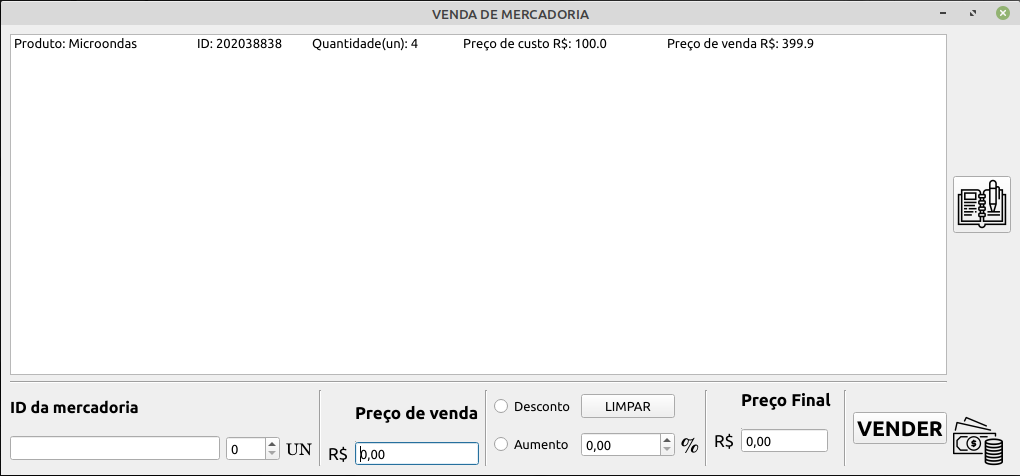 VENDA DE MERCADORIA
Produto: Microondas ID: 202038838 Quantidade(un): 4 Preço de custo R$: 100.0 Preço de venda R$: 399.9
ID da mercadoria
0 UN
Preço de venda
R$ 0,00
Desconto LIMPAR
Aumento 0,00 %
Preço Final
R$ 0,00
VENDER